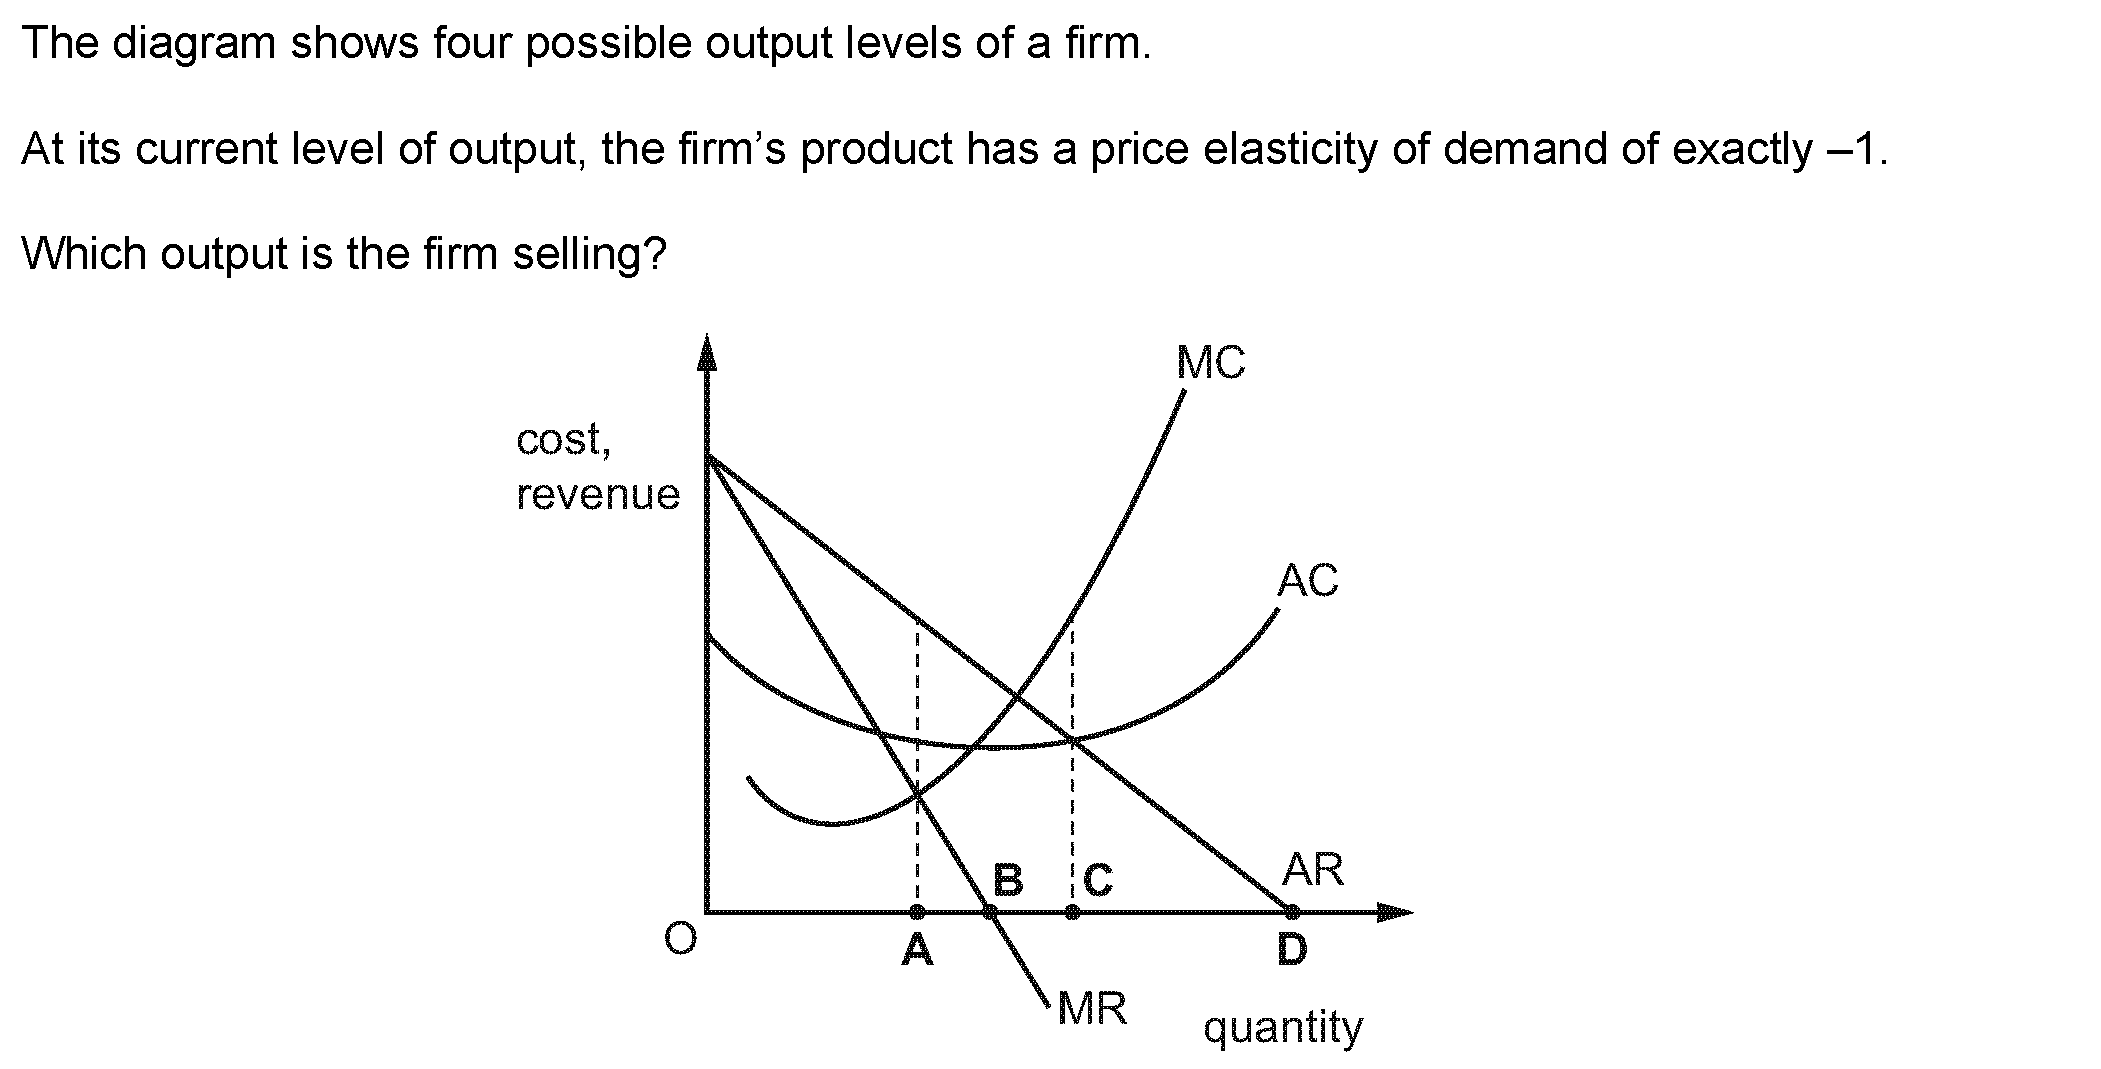 The diagram shows four possible output levels of a firm.
At its current level of output, the firm’s product has a price elasticity of demand of exactly –1.
Which output is the firm selling?
MC
cost,
revenue
AC
B
C
AR
O
A
D
MR
quantity